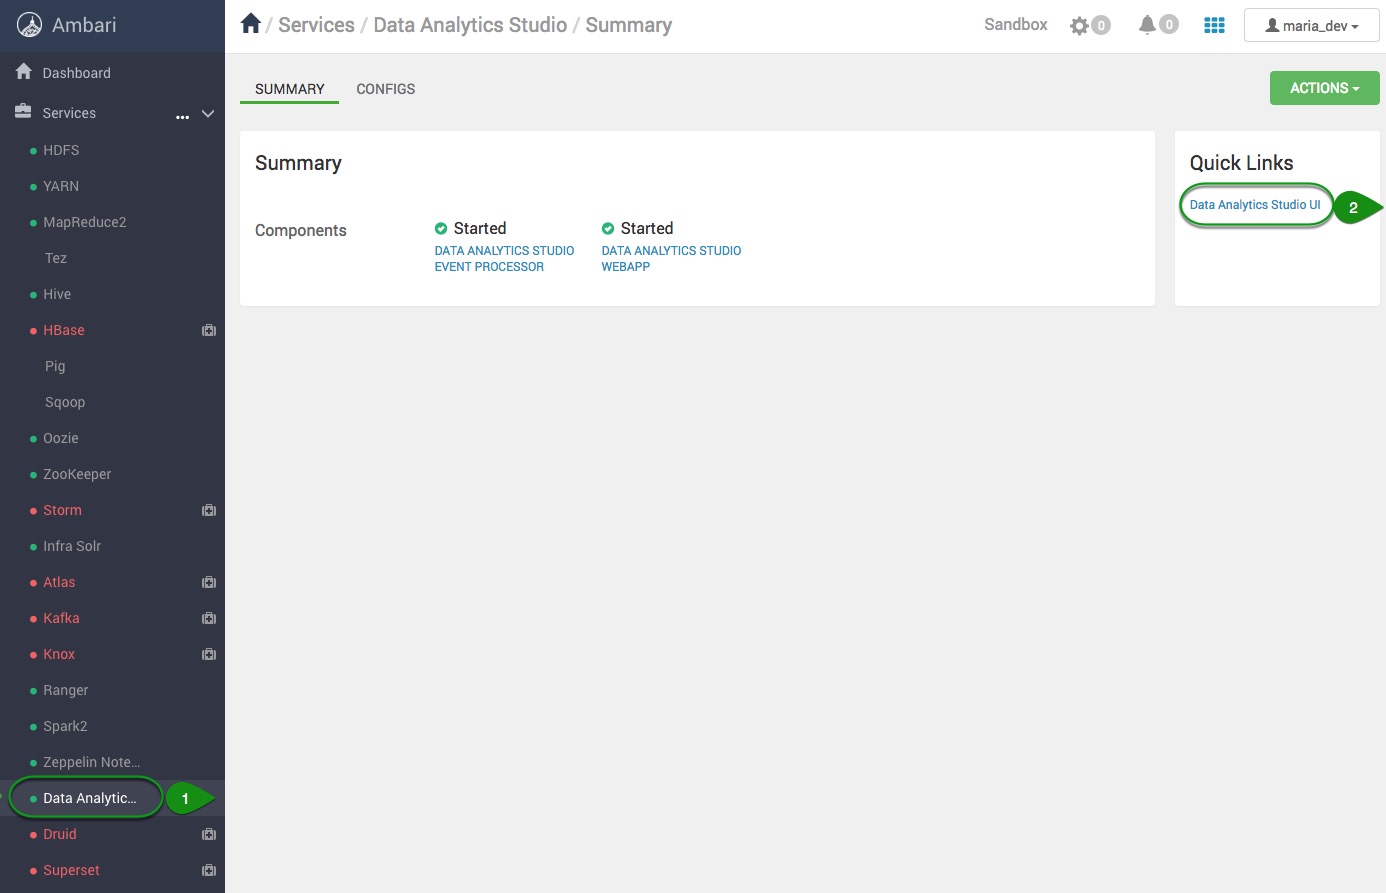 Ambari
Dashboard
Services
...
HDFS
YARN
MapReduce2
Tez
Hive
HBase
Pig
Sqoop
Oozie
ZooKeeper
Storm
Infra Solr
Atlas
Kafka
Knox
Ranger
Spark2
Zeppelin Note...
Data Analytic...
1
Druid
Superset
/ Services / Data Analytics Studio / Summary
Sandbox
0
0
maria_dev
SUMMARY
CONFIGS
ACTIONS
Summary
Components
Started
DATA ANALYTICS STUDIO
EVENT PROCESSOR
Started
DATA ANALYTICS STUDIO
WEBAPP
Quick Links
Data Analytics Studio UI
2